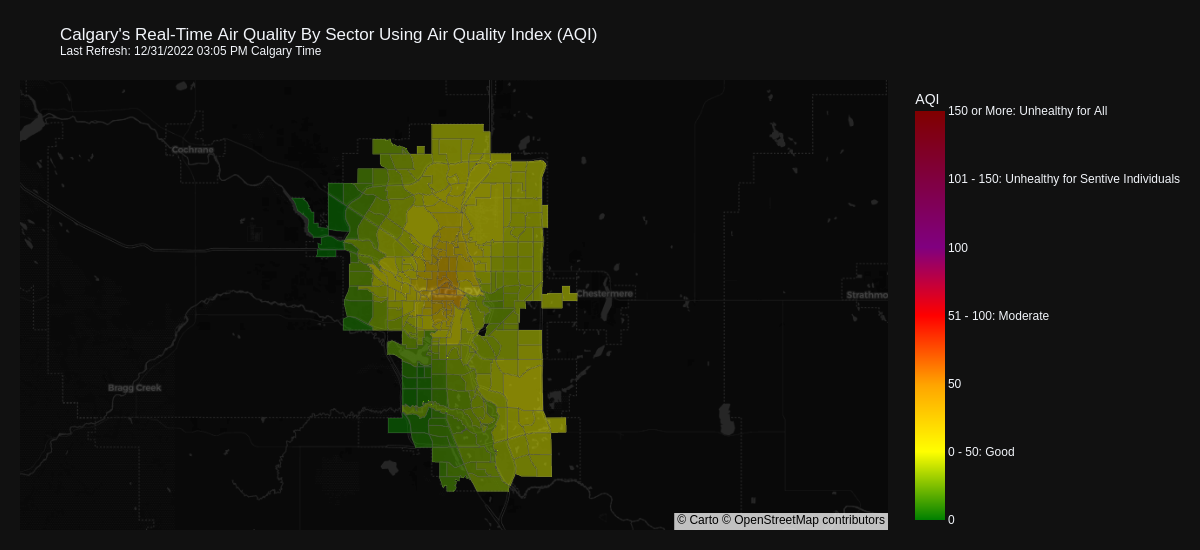 Calgary's Real-Time Air Quality By Sector Using Air Quality Index (AQI)
Last Refresh: 12/31/2022 03:05 PM Calgary Time
AQI
150 or More: Unhealthy for All
Cochrane
101 - 150: Unhealthy for Sentive Individuals
100
Chestermere
Strathmo
51 - 100: Moderate
Bragg Creek
50
0 - 50: Good
0
© Carto © OpenStreetMap contributors